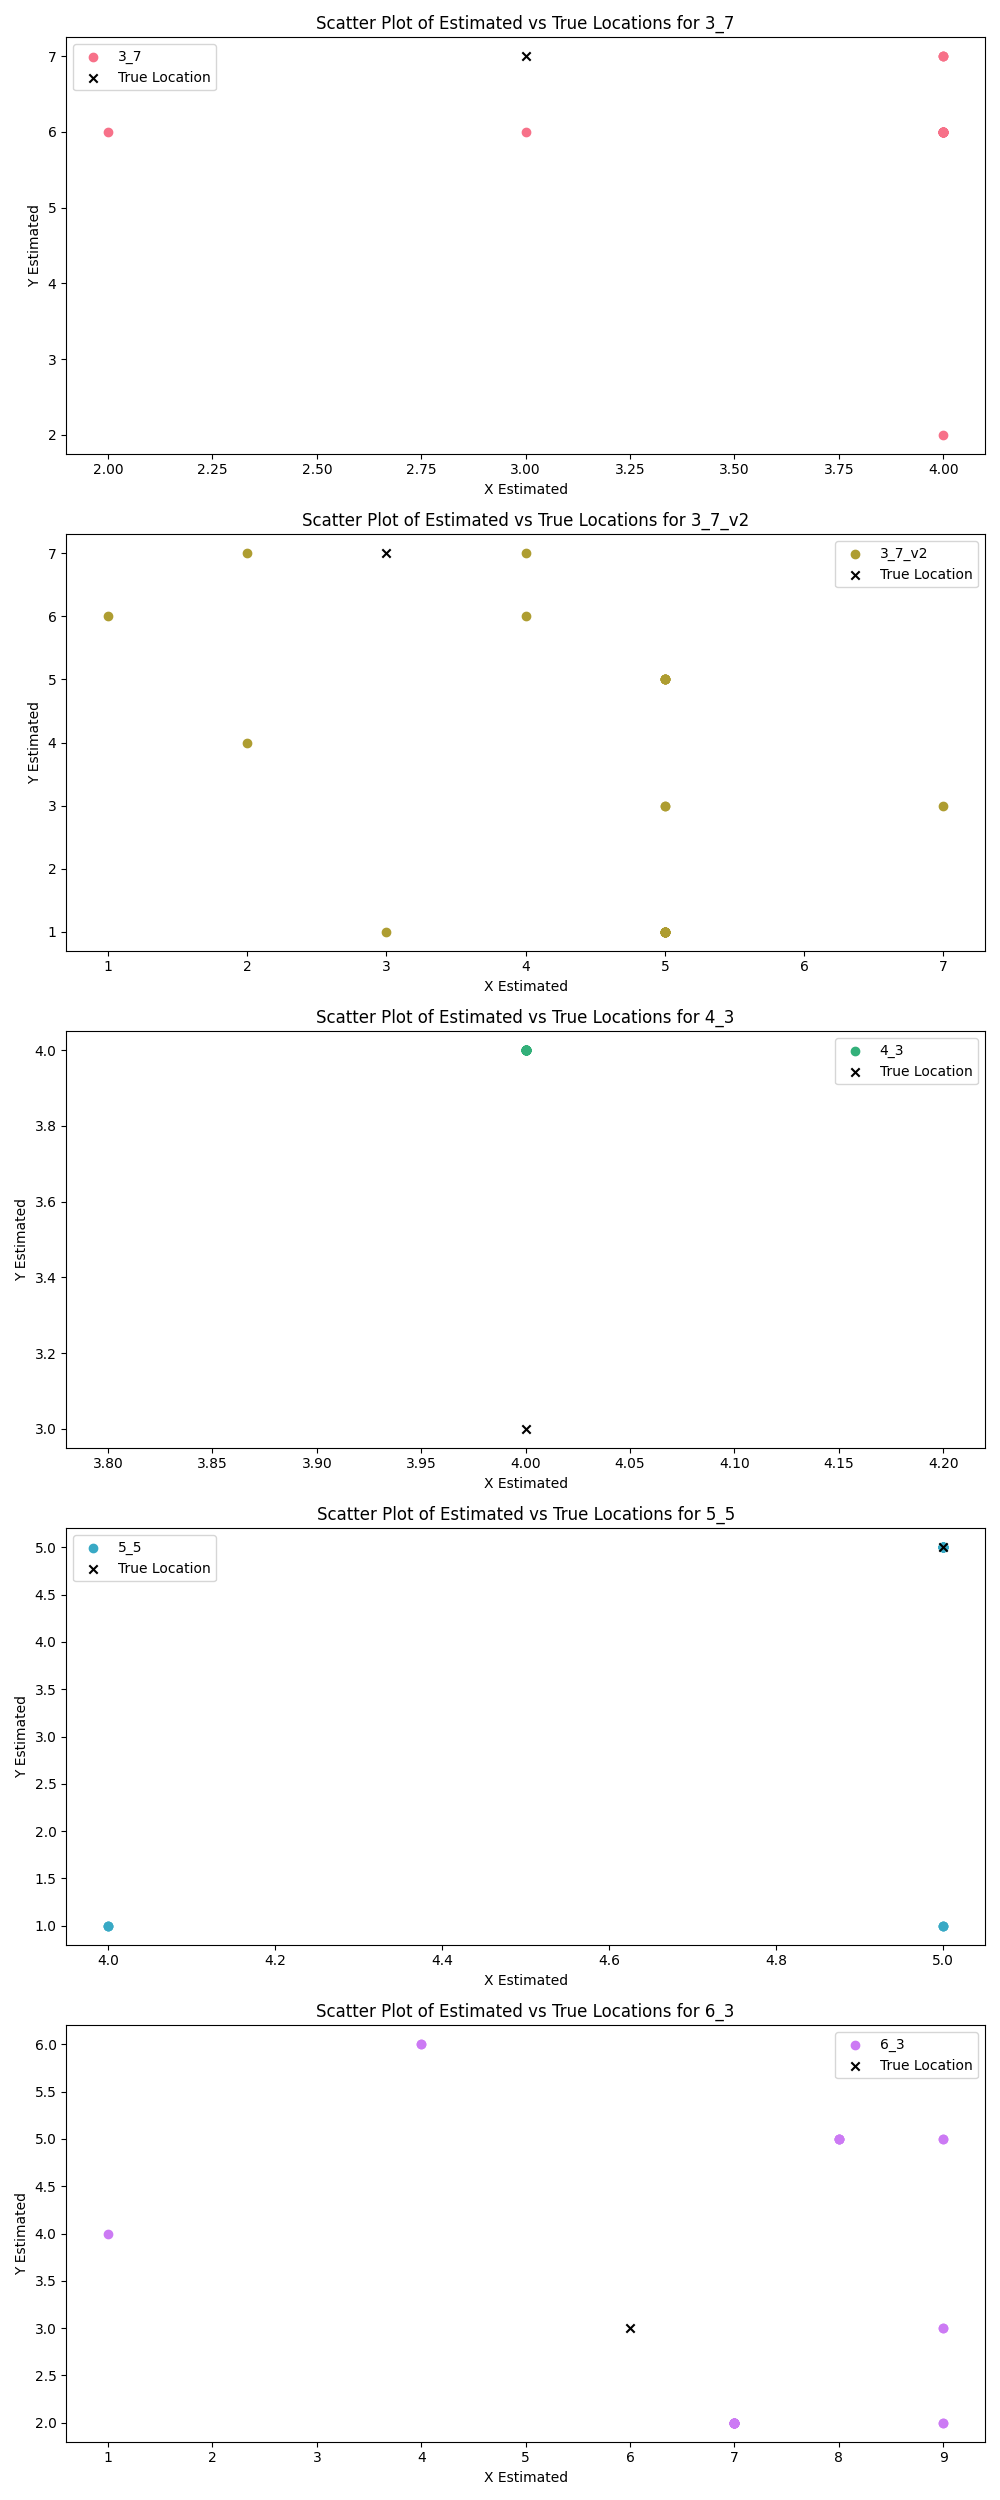 Scatter Plot of Estimated vs True Locations for 3_7
3_7
True Location
7
6
5
4
3
2
Y Estimated
2.00 2.25 2.50 2.75 3.00 3.25 3.50 3.75 4.00
X Estimated
Scatter Plot of Estimated vs True Locations for 3_7_v2
3_7_v2
True Location
7
6
5
4
3
2
1
Y Estimated
1 2 3 4 5 6 7
X Estimated
Scatter Plot of Estimated vs True Locations for 4_3
4_3
True Location
4.0
3.8
3.6
3.4
3.2
3.0
Y Estimated
3.80 3.85 3.90 3.95 4.00 4.05 4.10 4.15 4.20
X Estimated
Scatter Plot of Estimated vs True Locations for 5_5
5_5
True Location
5.0
4.5
4.0
3.5
3.0
2.5
2.0
1.5
1.0
Y Estimated
4.0 4.2 4.4 4.6 4.8 5.0
X Estimated
Scatter Plot of Estimated vs True Locations for 6_3
6_3
True Location
6.0
5.5
5.0
4.5
4.0
3.5
3.0
2.5
2.0
Y Estimated
1 2 3 4 5 6 7 8 9
X Estimated